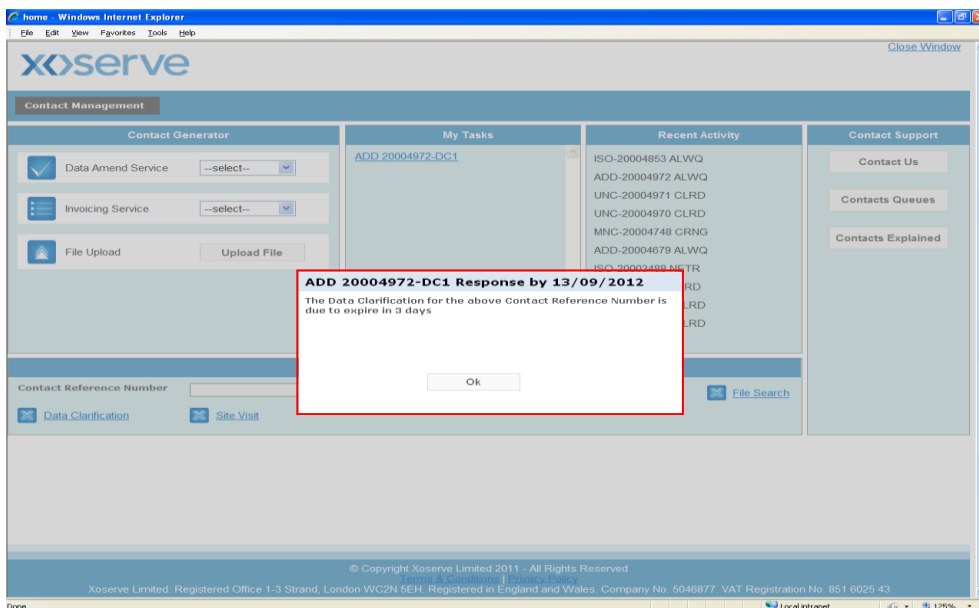 home - Windows Internet Explorer
File Edit View Favorites Tools Help
Close Window
xoserve
Contact Management
Contact Generator
Data Amend Service --select--
Invoicing Service --select--
File Upload Upload File
My Tasks
ADD 20004972-DC1
Recent Activity
ISO-20004853 ALWQ
ADD-20004972 ALWQ
UNC-20004971 CLRD
UNC-20004970 CLRD
MNC-20004748 CRNG
ADD-20004679 ALWQ
ISO-20003488 NETR
RD
LRD
LRD
Contact Support
Contact Us
Contacts Queues
Contacts Explained
ADD 20004972-DC1 Response by 13/09/2012
The Data Clarification for the above Contact Reference Number is
due to expire in 3 days
Ok
Contact Reference Number
File Search
Data Clarification Site Visit
© Copyright Xoserve Limited 2011 - All Rights Reserved
Terms & Conditions | Privacy Policy
Xoserve Limited. Registered Office 1-3 Strand, London WC2N 5EH. Registered in England and Wales. Company No. 5046877. VAT Registration No. 851 6025 43
Done Local intranet 125%